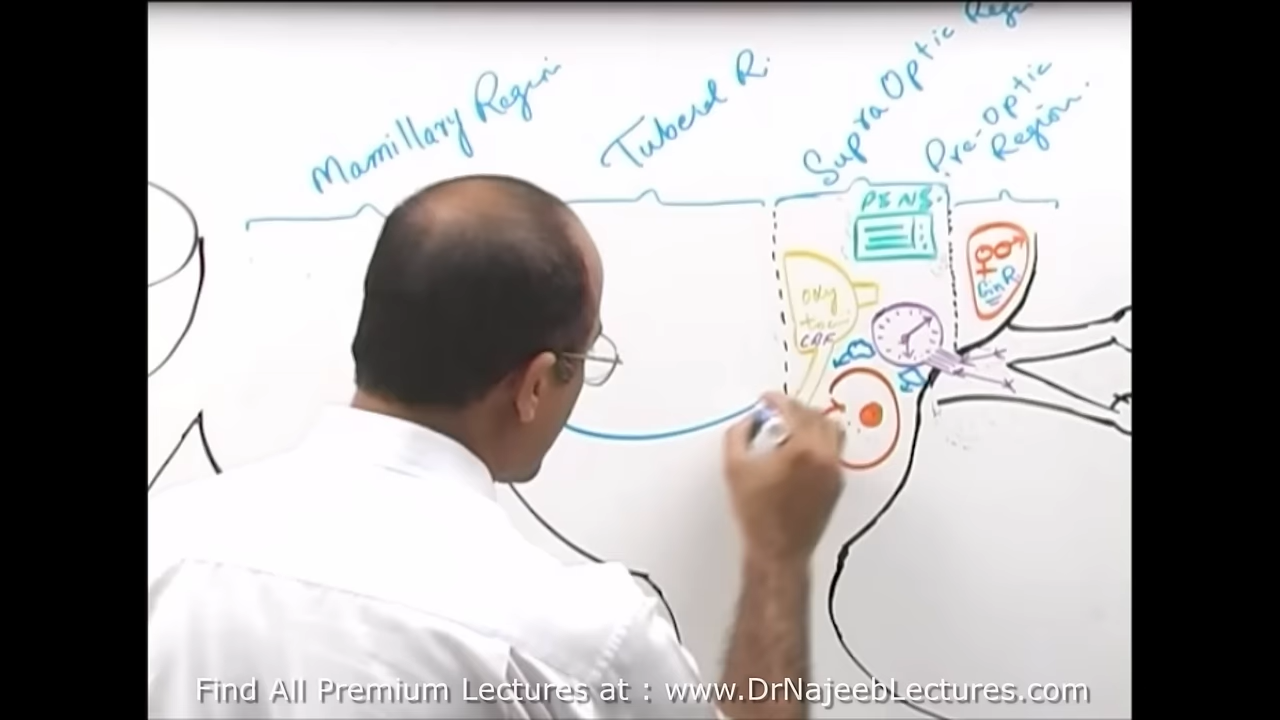 Mamillary Region
Tuberal R.
Supra Optic Regi
Pre-Optic
Region.
PSNS.
Oxy
toc.
CRF
GnR
Find All Premium Lectures at : www.DrNajeebLectures.com